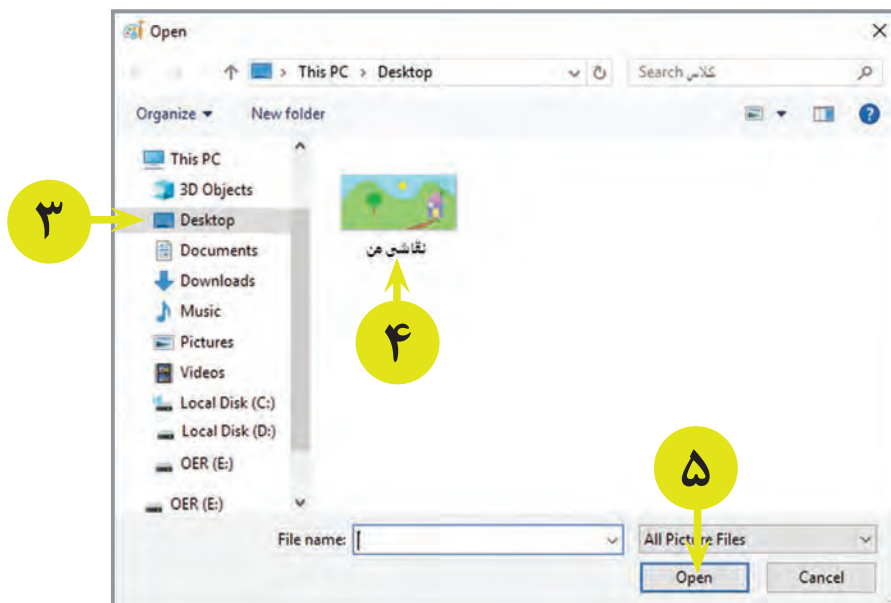 Open
This PC > Desktop
Search کلاس
Organize
New folder
This PC
3D Objects
۳
Desktop
Documents
Downloads
Music
Pictures
Videos
Local Disk (C:)
Local Disk (D:)
OER (E:)
OER (E:)
نقاشی من
۴
۵
File name:
All Picture Files
Open
Cancel